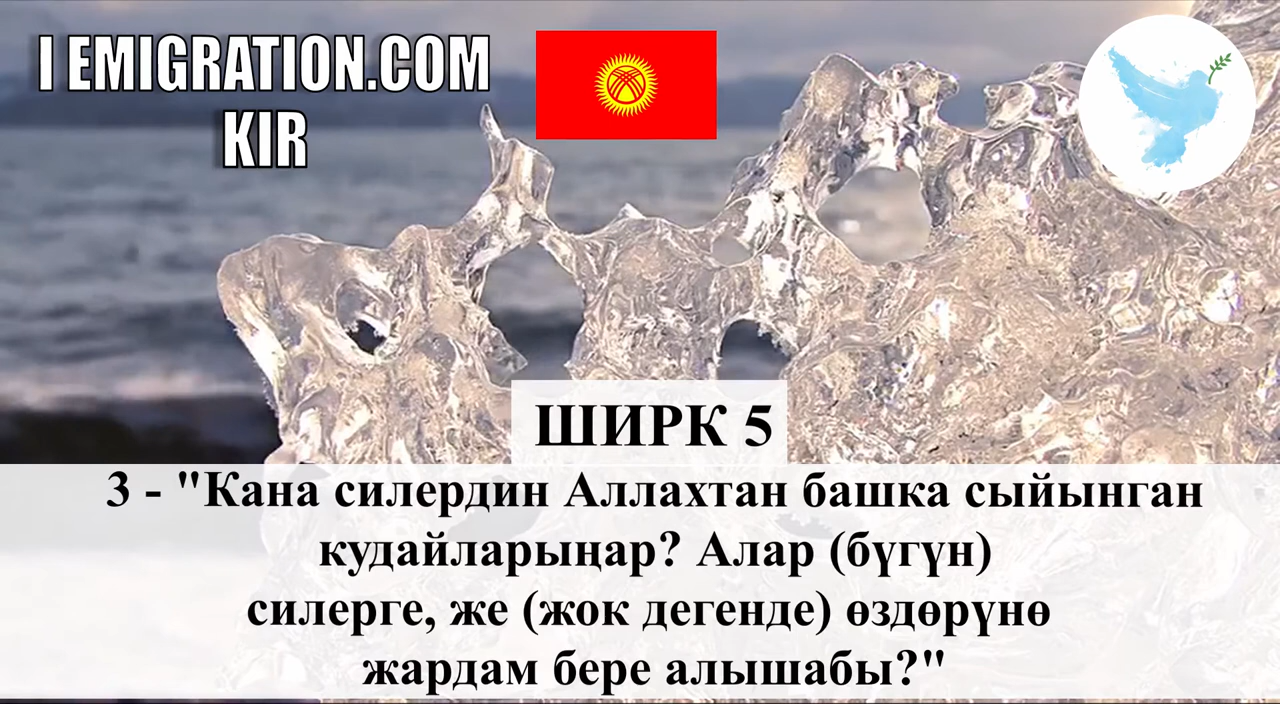 I EMIGRATION.COM
KIR
ШИРК 5
3 - "Кана силердин Аллахтан башка сыйынган
кудайларыңар? Алар (бүгүн)
силерге, же (жок дегенде) өздөрүнө
жардам бере алышабы?"